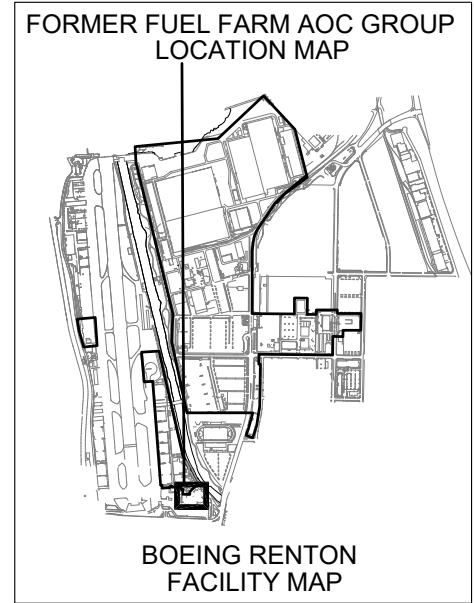 FORMER FUEL FARM AOC GROUP
LOCATION MAP
BOEING RENTON
FACILITY MAP